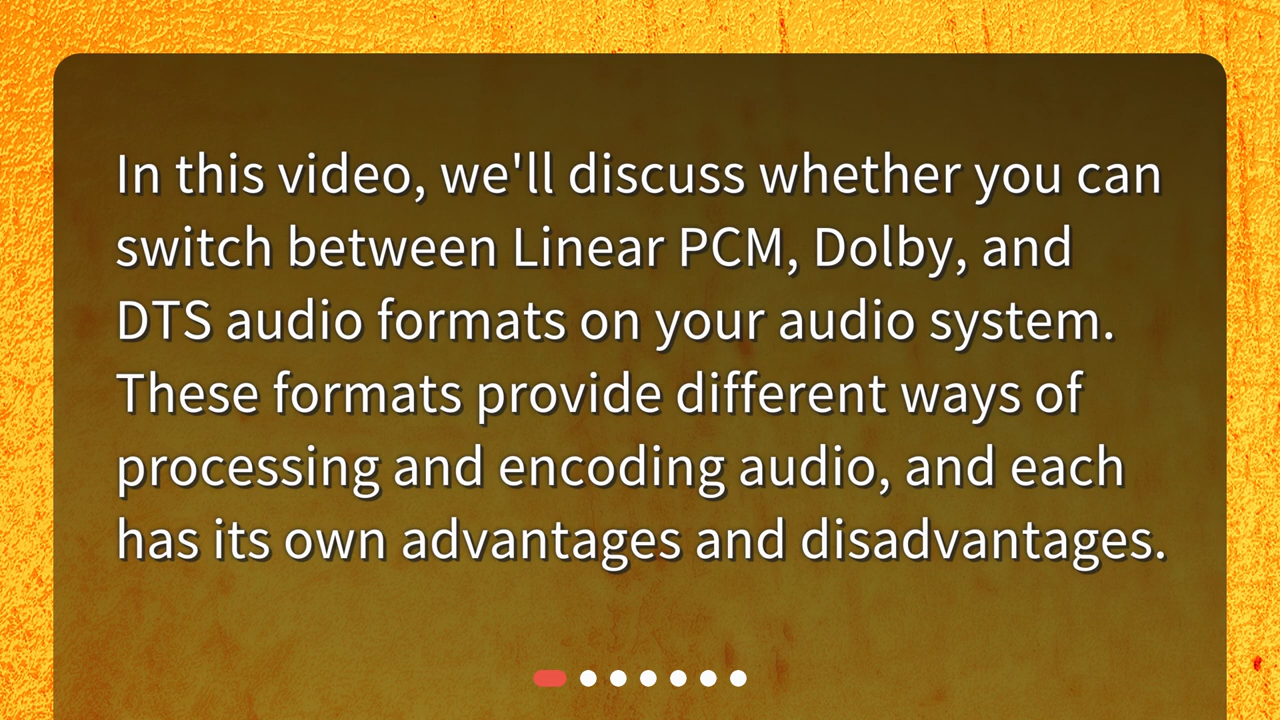 In this video, we'll discuss whether you can
switch between Linear PCM, Dolby, and
DTS audio formats on your audio system.
These formats provide different ways of
processing and encoding audio, and each
has its own advantages and disadvantages.